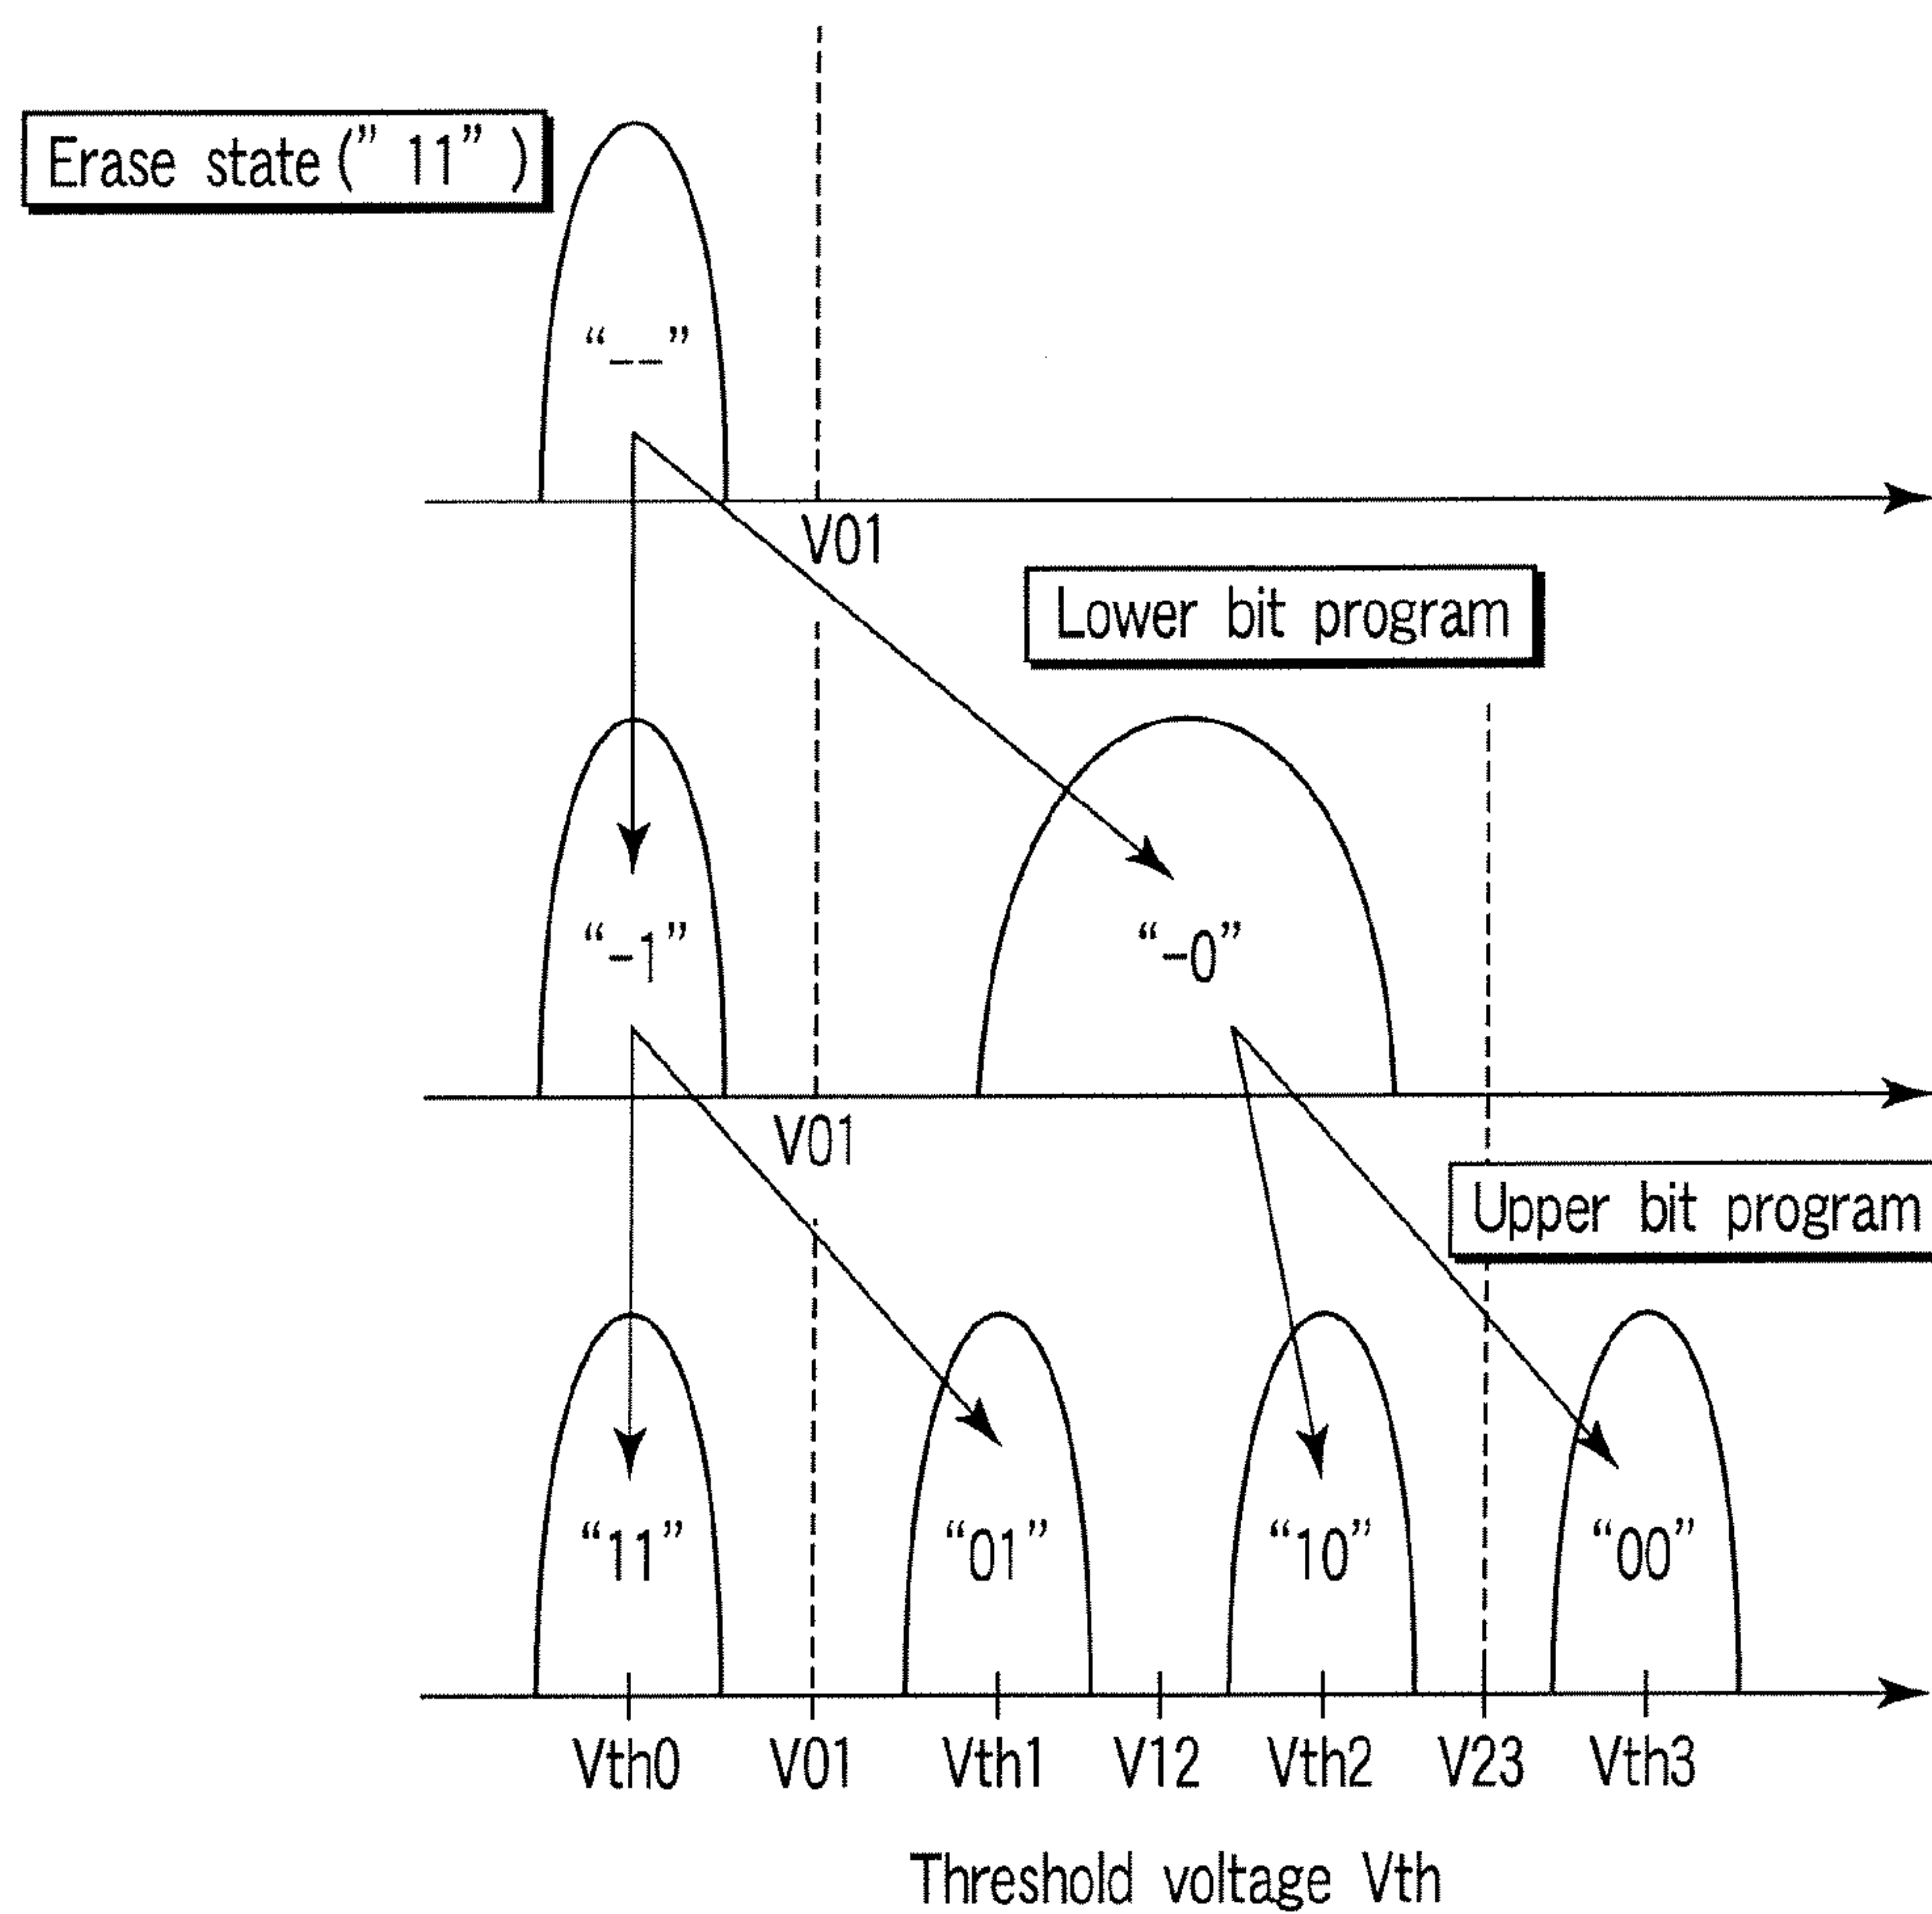 Erase state (” 11” )
“--”
V01
Lower bit program
“-1” “-0”
V01
Upper bit program
“11” “01” “10” “00”
Vth0 V01 Vth1 V12 Vth2 V23 Vth3
Threshold voltage Vth